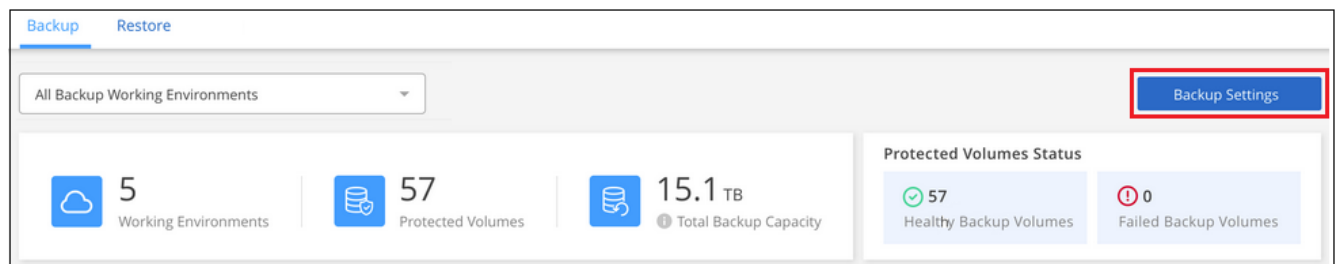 Backup Restore
All Backup Working Environments
Backup Settings
5
Working Environments
57
Protected Volumes
15.1 TB
Total Backup Capacity
Protected Volumes Status
57
Healthy Backup Volumes
0
Failed Backup Volumes